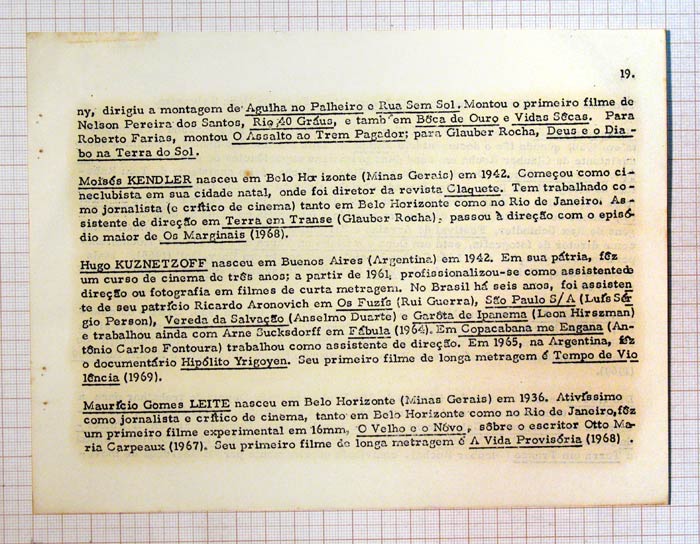 19.
ny, dirigiu a montagem de Agulha no Palheiro e Rua Sem Sol. Montou o primeiro filme de
Nelson Pereira dos Santos, Rio, 40 Gráus, e também em Bôca de Ouro e Vidas Sêcas. Para
Roberto Farias, montou O Assalto ao Trem Pagador; para Glauber Rocha, Deus e o Dia-
bo na Terra do Sol.
Moisés KENDLER nasceu em Belo Horizonte (Minas Gerais) em 1942. Começou como ci-
neclubista em sua cidade natal, onde foi diretor da revista Claquete. Tem trabalhado co-
mo jornalista (e crítico de cinema) tanto em Belo Horizonte como no Rio de Janeiro. As-
sistente de direção em Terra em Transe (Glauber Rocha), passou à direção com o episó-
dio maior de Os Marginais (1968).
Hugo KUZNETZOFF nasceu em Buenos Aires (Argentina) em 1942. Em sua pátria, fêz
um curso de cinema de três anos; a partir de 1961, profissionalizou-se como assistente de
direção ou fotografia em filmes de curta metragem. No Brasil há seis anos, foi assisten
te de seu patrício Ricardo Aronovich em Os Fuzis (Rui Guerra), São Paulo S/A (Luís Sér
gio Person), Vereda da Salvação (Anselmo Duarte) e Garôta de Ipanema (Leon Hirszman)
e trabalhou ainda com Arne Sucksdorff em Fábula (1964). Em Copacabana me Engana (An-
tônio Carlos Fontoura) trabalhou como assistente de direção. Em 1965, na Argentina, fêz
o documentário Hipólito Yrigoyen. Seu primeiro filme de longa metragem é Tempo de Vio
lência (1969).
Maurício Gomes LEITE nasceu em Belo Horizonte (Minas Gerais) em 1936. Ativíssimo
como jornalista e crítico de cinema, tanto em Belo Horizonte como no Rio de Janeiro, fêz
um primeiro filme experimental em 16mm, O Velho e o Nôvo, sôbre o escritor Otto Ma-
ria Carpeaux (1967). Seu primeiro filme de longa metragem é A Vida Provisória (1968).